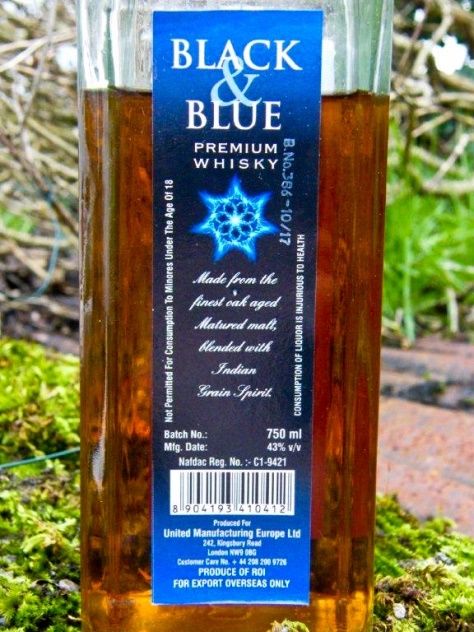 BLACK
&
BLUE
PREMIUM
WHISKY
B.No.386-10/17
Not Permitted For Consumption To Minores Under The Age Of 18
Made from the
finest oak aged
Matured malt,
blended with
Indian
Grain Spirit.
CONSUMPTION OF LIQUOR IS INJURIOUS TO HEALTH
Batch No.: 750 ml
Mfg. Date: 43% v/v
Nafdac Reg. No. :- C1-9421
8 904193 410412
Produced For
United Manufacturing Europe Ltd
242, Kingsbury Road
London NW9 0BG
Customer Care No. + 44 208 200 9726
PRODUCE OF ROI
FOR EXPORT OVERSEAS ONLY